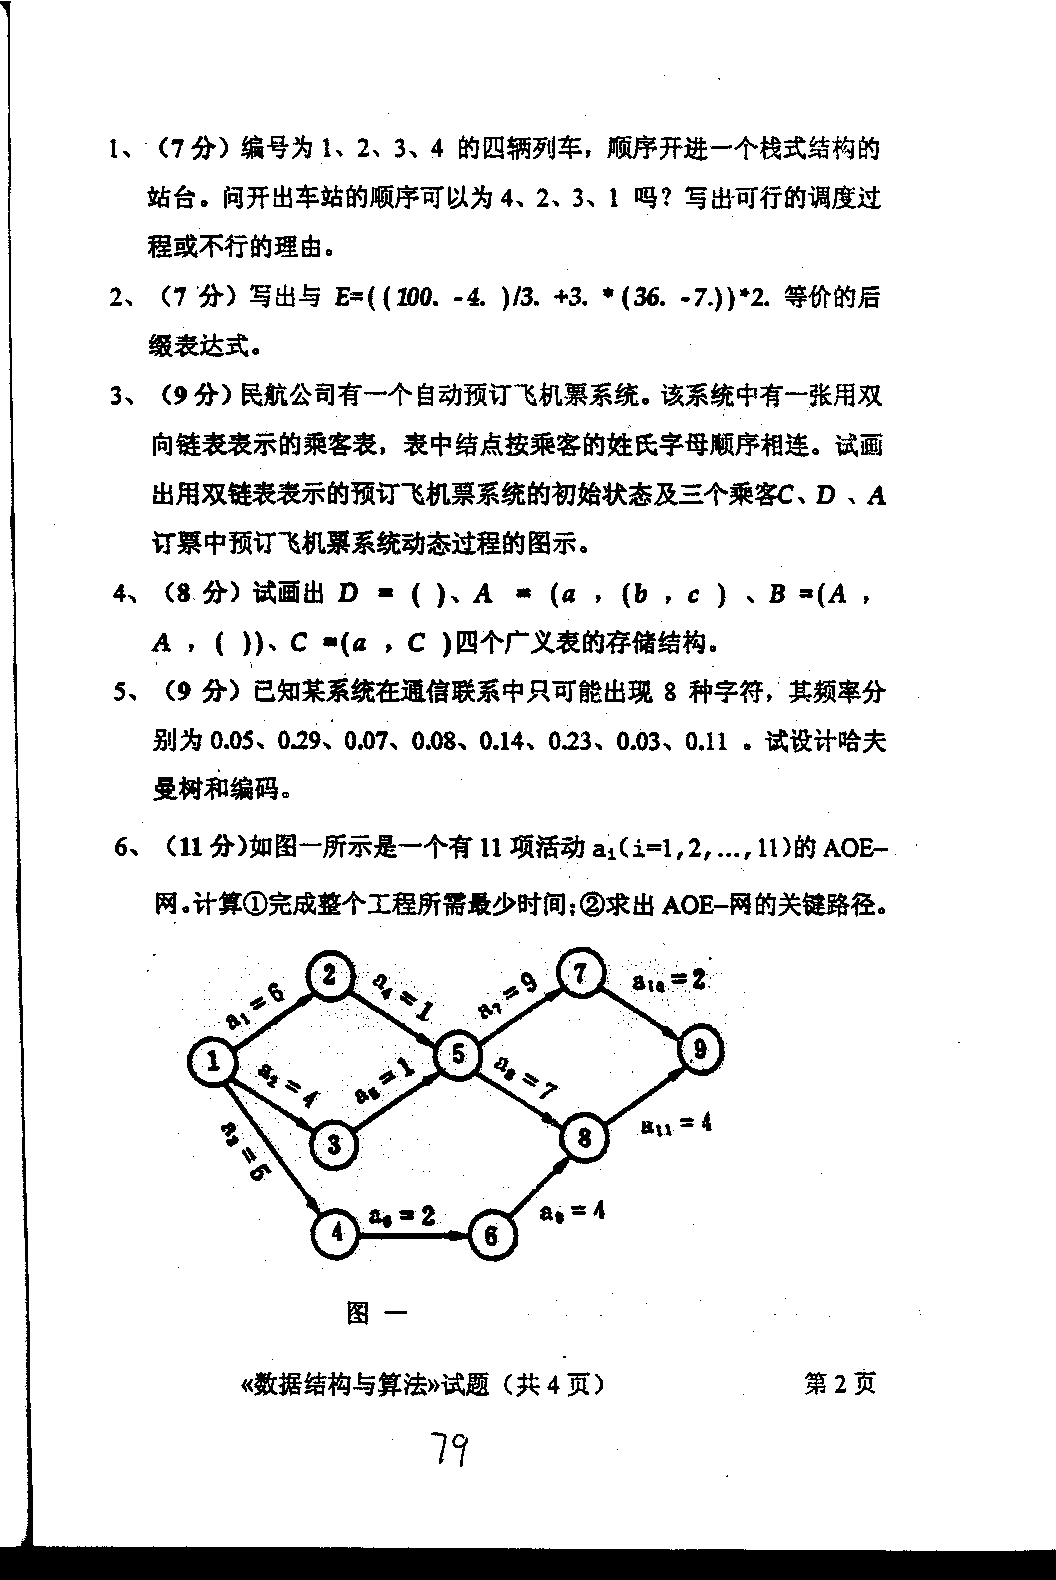 1、（7分）编号为1、2、3、4 的四辆列车，顺序开进一个栈式结构的
站台。问开出车站的顺序可以为4、2、3、1 吗？写出可行的调度过
程或不行的理由。
2、（7 分）写出与 E=((100. -4. )/3. +3. *(36. -7.))*2. 等价的后
缀表达式。
3、（9分）民航公司有一个自动预订飞机票系统。该系统中有一张用双
向链表表示的乘客表，表中结点按乘客的姓氏字母顺序相连。试画
出用双链表表示的预订飞机票系统的初始状态及三个乘客C、D 、A
订票中预订飞机票系统动态过程的图示。
4、（8 分）试画出 D = ( )、A = (a , (b , c ) 、B =(A ,
A , ( ))、C =(a , C )四个广义表的存储结构。
5、（9 分）已知某系统在通信联系中只可能出现 8 种字符，其频率分
别为 0.05、0.29、0.07、0.08、0.14、0.23、0.03、0.11 。试设计哈夫
曼树和编码。
6、（11分)如图一所示是一个有11项活动 a₁(i=1,2,...,11)的 AOE-
网。计算①完成整个工程所需最少时间；②求出 AOE-网的关键路径。
2
7
a₄=1
a₇=9
a₁₀=2
a₁=6
1
5
9
a₂=4
a₅=1
a₈=7
a₃=5
3
8
a₁₁=4
4
a₆=2
6
a₉=4
图 一
《数据结构与算法》试题（共4页）
第2页
79